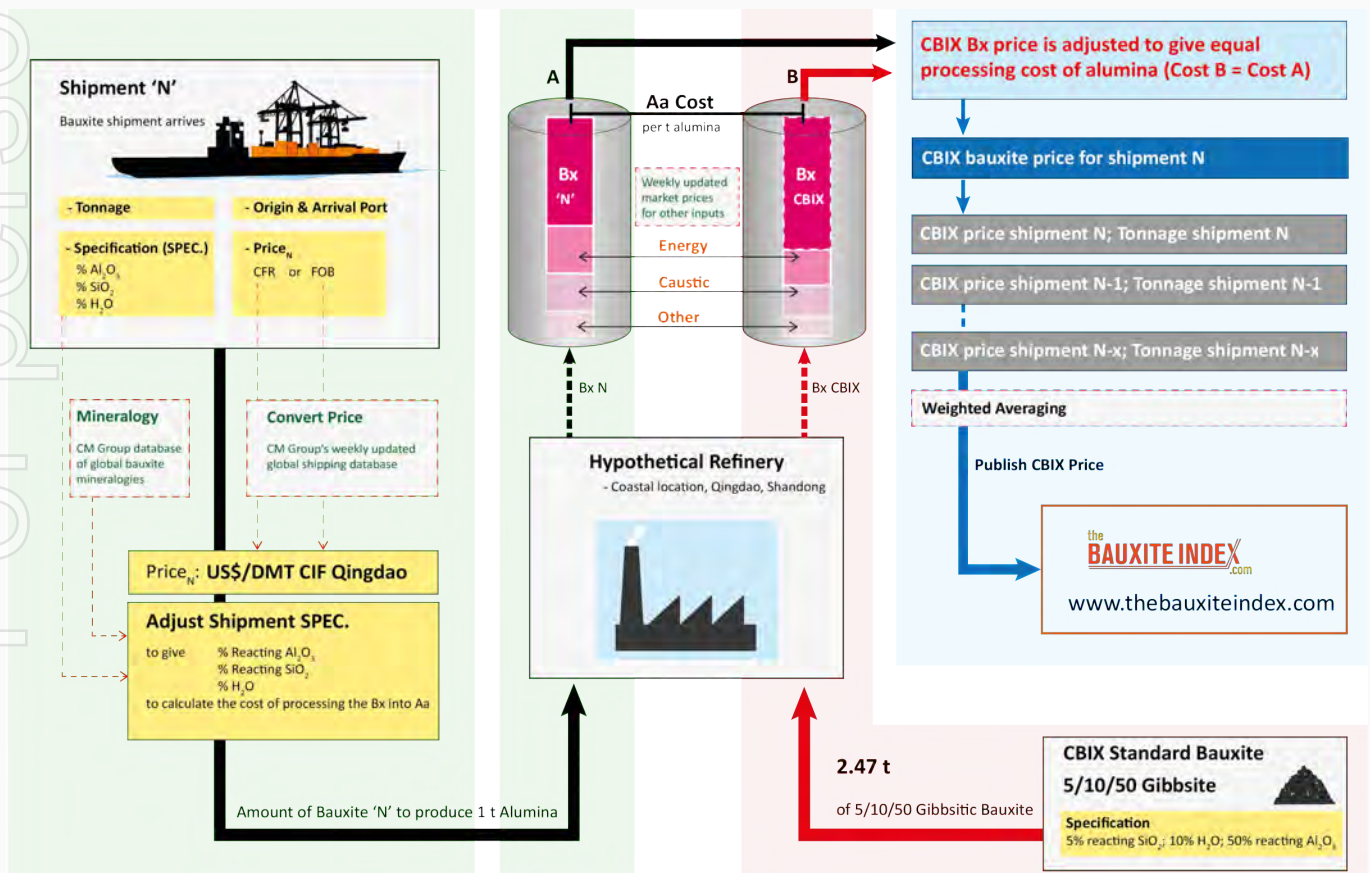 Shipment ‘N’
Bauxite shipment arrives
- Tonnage
- Origin & Arrival Port
- Specification (SPEC.)
% Al₂O₃
% SiO₂
% H₂O
- Price_N
CFR or FOB
Mineralogy
CM Group database
of global bauxite
mineralogies
Convert Price
CM Group's weekly updated
global shipping database
Price_N: US$/DMT CIF Qingdao
Adjust Shipment SPEC.
to give % Reacting Al₂O₃
% Reacting SiO₂
% H₂O
to calculate the cost of processing the Bx into Aa
Amount of Bauxite ‘N’ to produce 1 t Alumina
A
B
Aa Cost
per t alumina
Bx
‘N’
Weekly updated
market prices
for other inputs
Bx
CBIX
Energy
Caustic
Other
Bx N
Bx CBIX
Hypothetical Refinery
- Coastal location, Qingdao, Shandong
2.47 t
of 5/10/50 Gibbsitic Bauxite
CBIX Standard Bauxite
5/10/50 Gibbsite
Specification
5% reacting SiO₂; 10% H₂O; 50% reacting Al₂O₃
CBIX Bx price is adjusted to give equal
processing cost of alumina (Cost B = Cost A)
CBIX bauxite price for shipment N
CBIX price shipment N; Tonnage shipment N
CBIX price shipment N-1; Tonnage shipment N-1
CBIX price shipment N-x; Tonnage shipment N-x
Weighted Averaging
Publish CBIX Price
the
BAUXITE INDEX
.com
www.thebauxiteindex.com